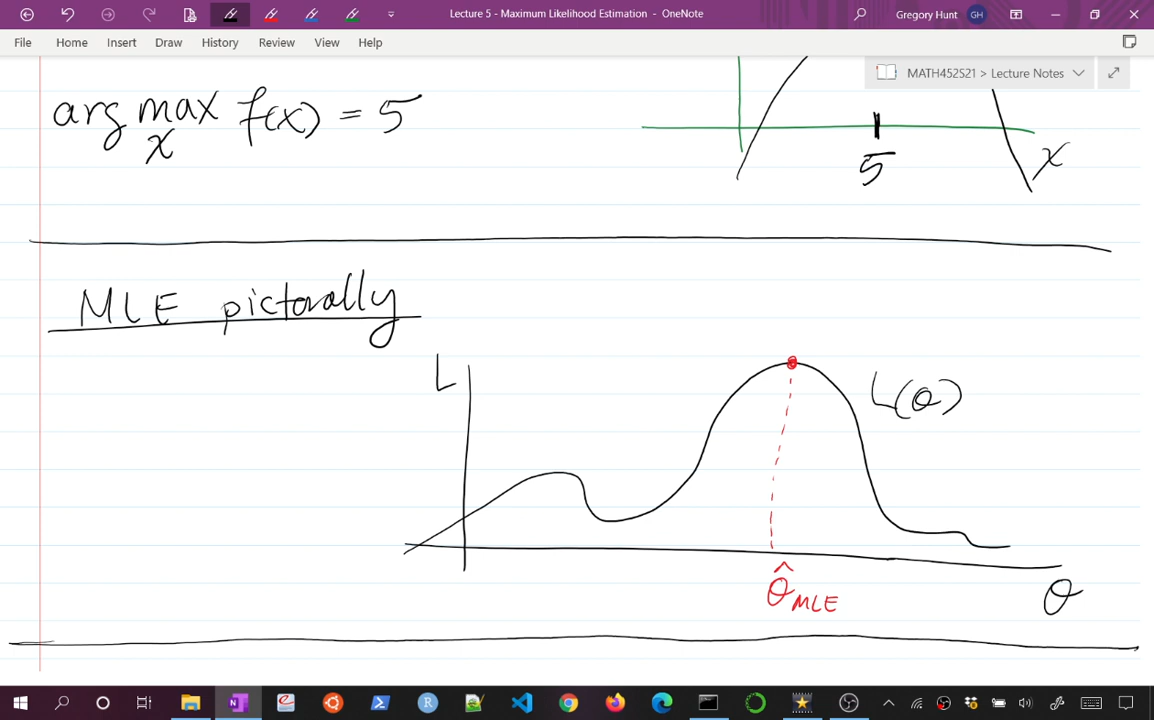 Lecture 5 - Maximum Likelihood Estimation - OneNote
Gregory Hunt GH
File Home Insert Draw History Review View Help
MATH452S21 > Lecture Notes
arg max f(x) = 5
x
5
x
MLE pictorally
L
L(θ)
θ̂MLE
θ